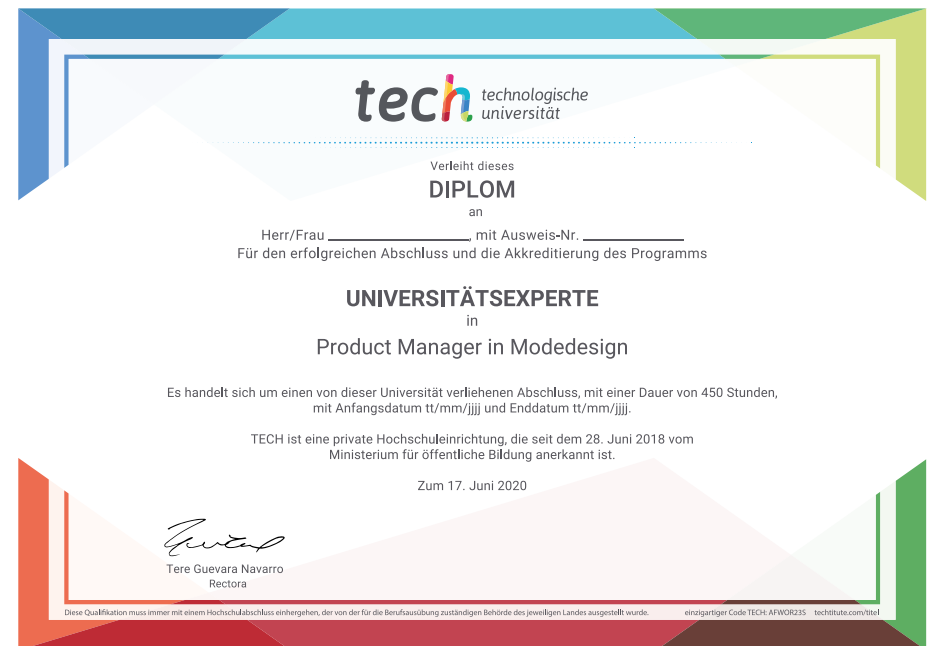 tech technologische
universität
Verleiht dieses
DIPLOM
an
Herr/Frau ____________, mit Ausweis-Nr. ____________
Für den erfolgreichen Abschluss und die Akkreditierung des Programms
UNIVERSITÄTSEXPERTE
in
Product Manager in Modedesign
Es handelt sich um einen von dieser Universität verliehenen Abschluss, mit einer Dauer von 450 Stunden,
mit Anfangsdatum tt/mm/jjjj und Enddatum tt/mm/jjjj.
TECH ist eine private Hochschuleinrichtung, die seit dem 28. Juni 2018 vom
Ministerium für öffentliche Bildung anerkannt ist.
Zum 17. Juni 2020
Tere Guevara Navarro
Rectora
Diese Qualifikation muss immer mit einem Hochschulabschluss einhergehen, der von der für die Berufsausübung zuständigen Behörde des jeweiligen Landes ausgestellt wurde. einzigartiger Code TECH: AFWOR23S techtitute.com/titel